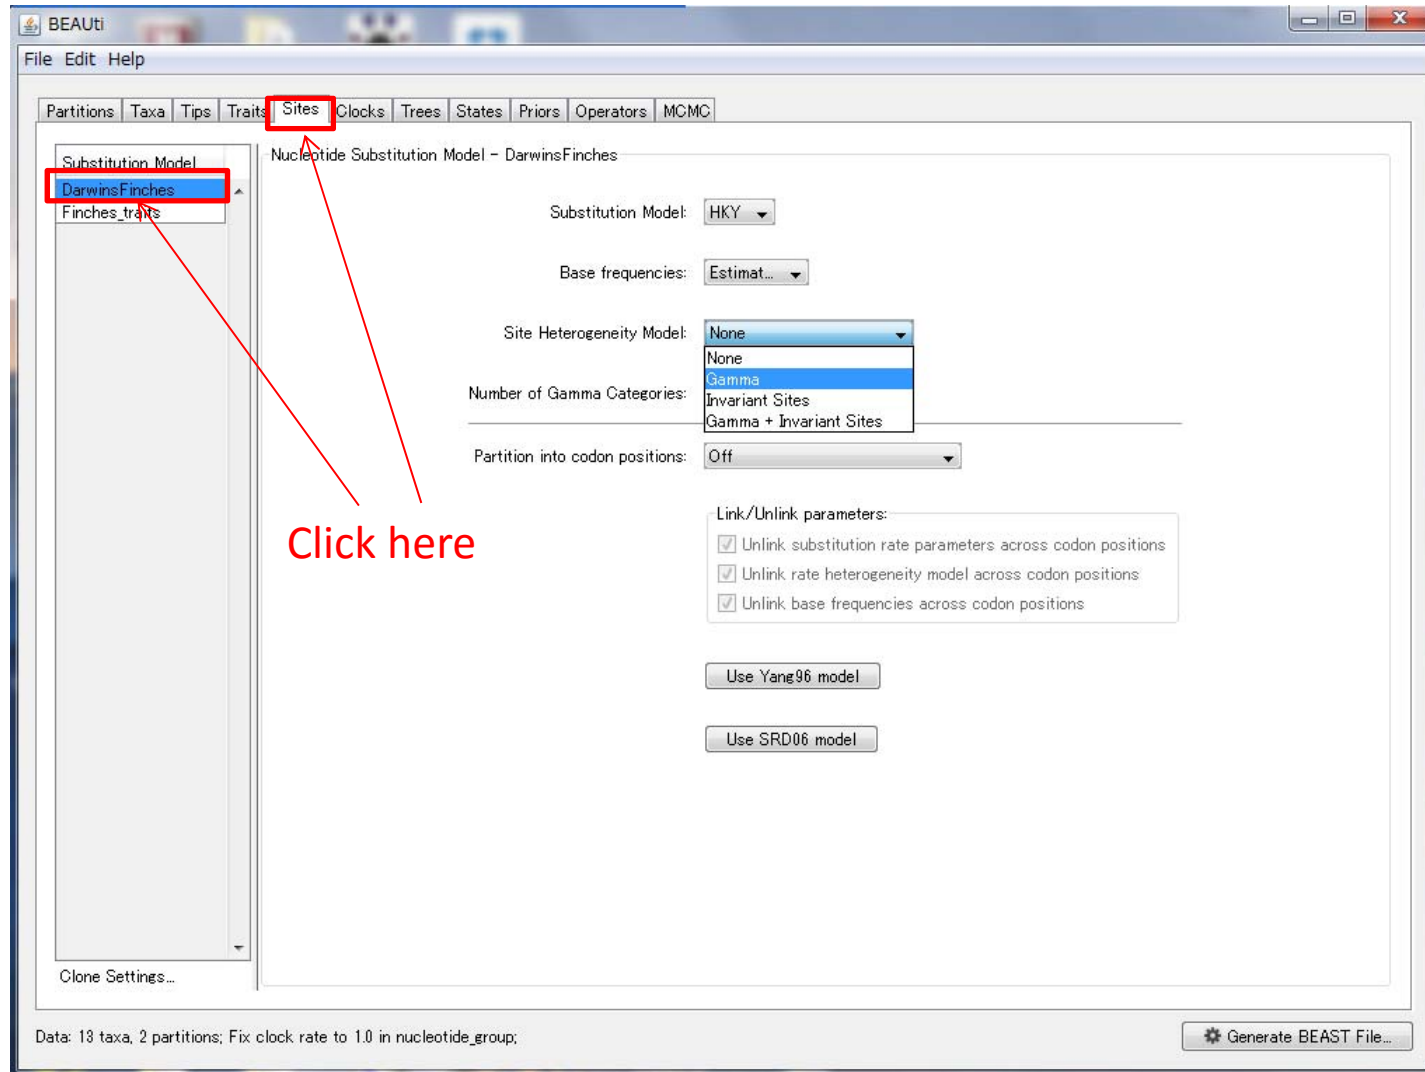 BEAUti
File Edit Help
Partitions Taxa Tips Traits Sites Clocks Trees States Priors Operators MCMC
Substitution Model
DarwinsFinches
Finches_traits
Nucleotide Substitution Model - DarwinsFinches
Substitution Model: HKY
Base frequencies: Estimat...
Site Heterogeneity Model: None
None
Gamma
Invariant Sites
Gamma + Invariant Sites
Number of Gamma Categories:
Partition into codon positions: Off
Link/Unlink parameters:
Unlink substitution rate parameters across codon positions
Unlink rate heterogeneity model across codon positions
Unlink base frequencies across codon positions
Click here
Use Yang96 model
Use SRD06 model
Clone Settings...
Data: 13 taxa, 2 partitions; Fix clock rate to 1.0 in nucleotide_group;
Generate BEAST File...